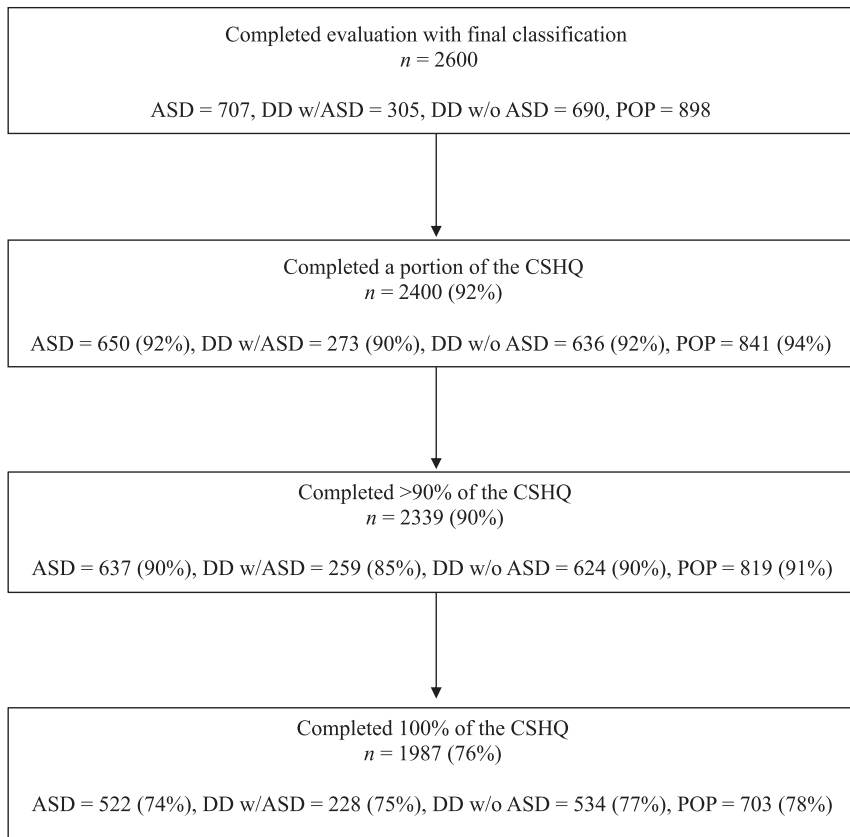 Completed evaluation with final classification
n = 2600
ASD = 707, DD w/ASD = 305, DD w/o ASD = 690, POP = 898
Completed a portion of the CSHQ
n = 2400 (92%)
ASD = 650 (92%), DD w/ASD = 273 (90%), DD w/o ASD = 636 (92%), POP = 841 (94%)
Completed >90% of the CSHQ
n = 2339 (90%)
ASD = 637 (90%), DD w/ASD = 259 (85%), DD w/o ASD = 624 (90%), POP = 819 (91%)
Completed 100% of the CSHQ
n = 1987 (76%)
ASD = 522 (74%), DD w/ASD = 228 (75%), DD w/o ASD = 534 (77%), POP = 703 (78%)